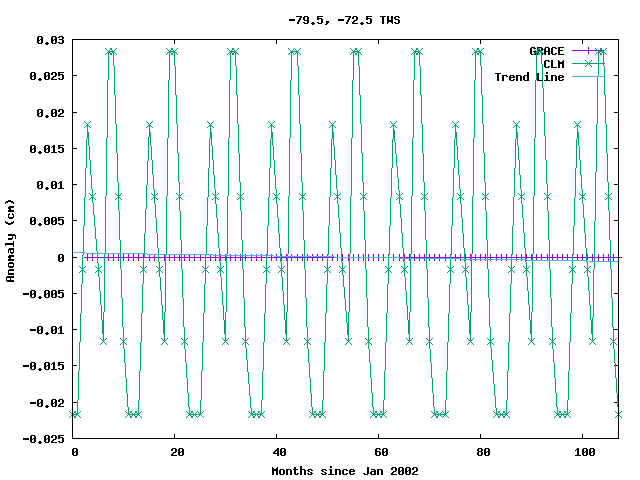 -79.5, -72.5 TWS
0.03
0.025
0.02
0.015
0.01
0.005
0
-0.005
-0.01
-0.015
-0.02
-0.025
Anomaly (cm)
GRACE
CLM
Trend Line
0 20 40 60 80 100
Months since Jan 2002